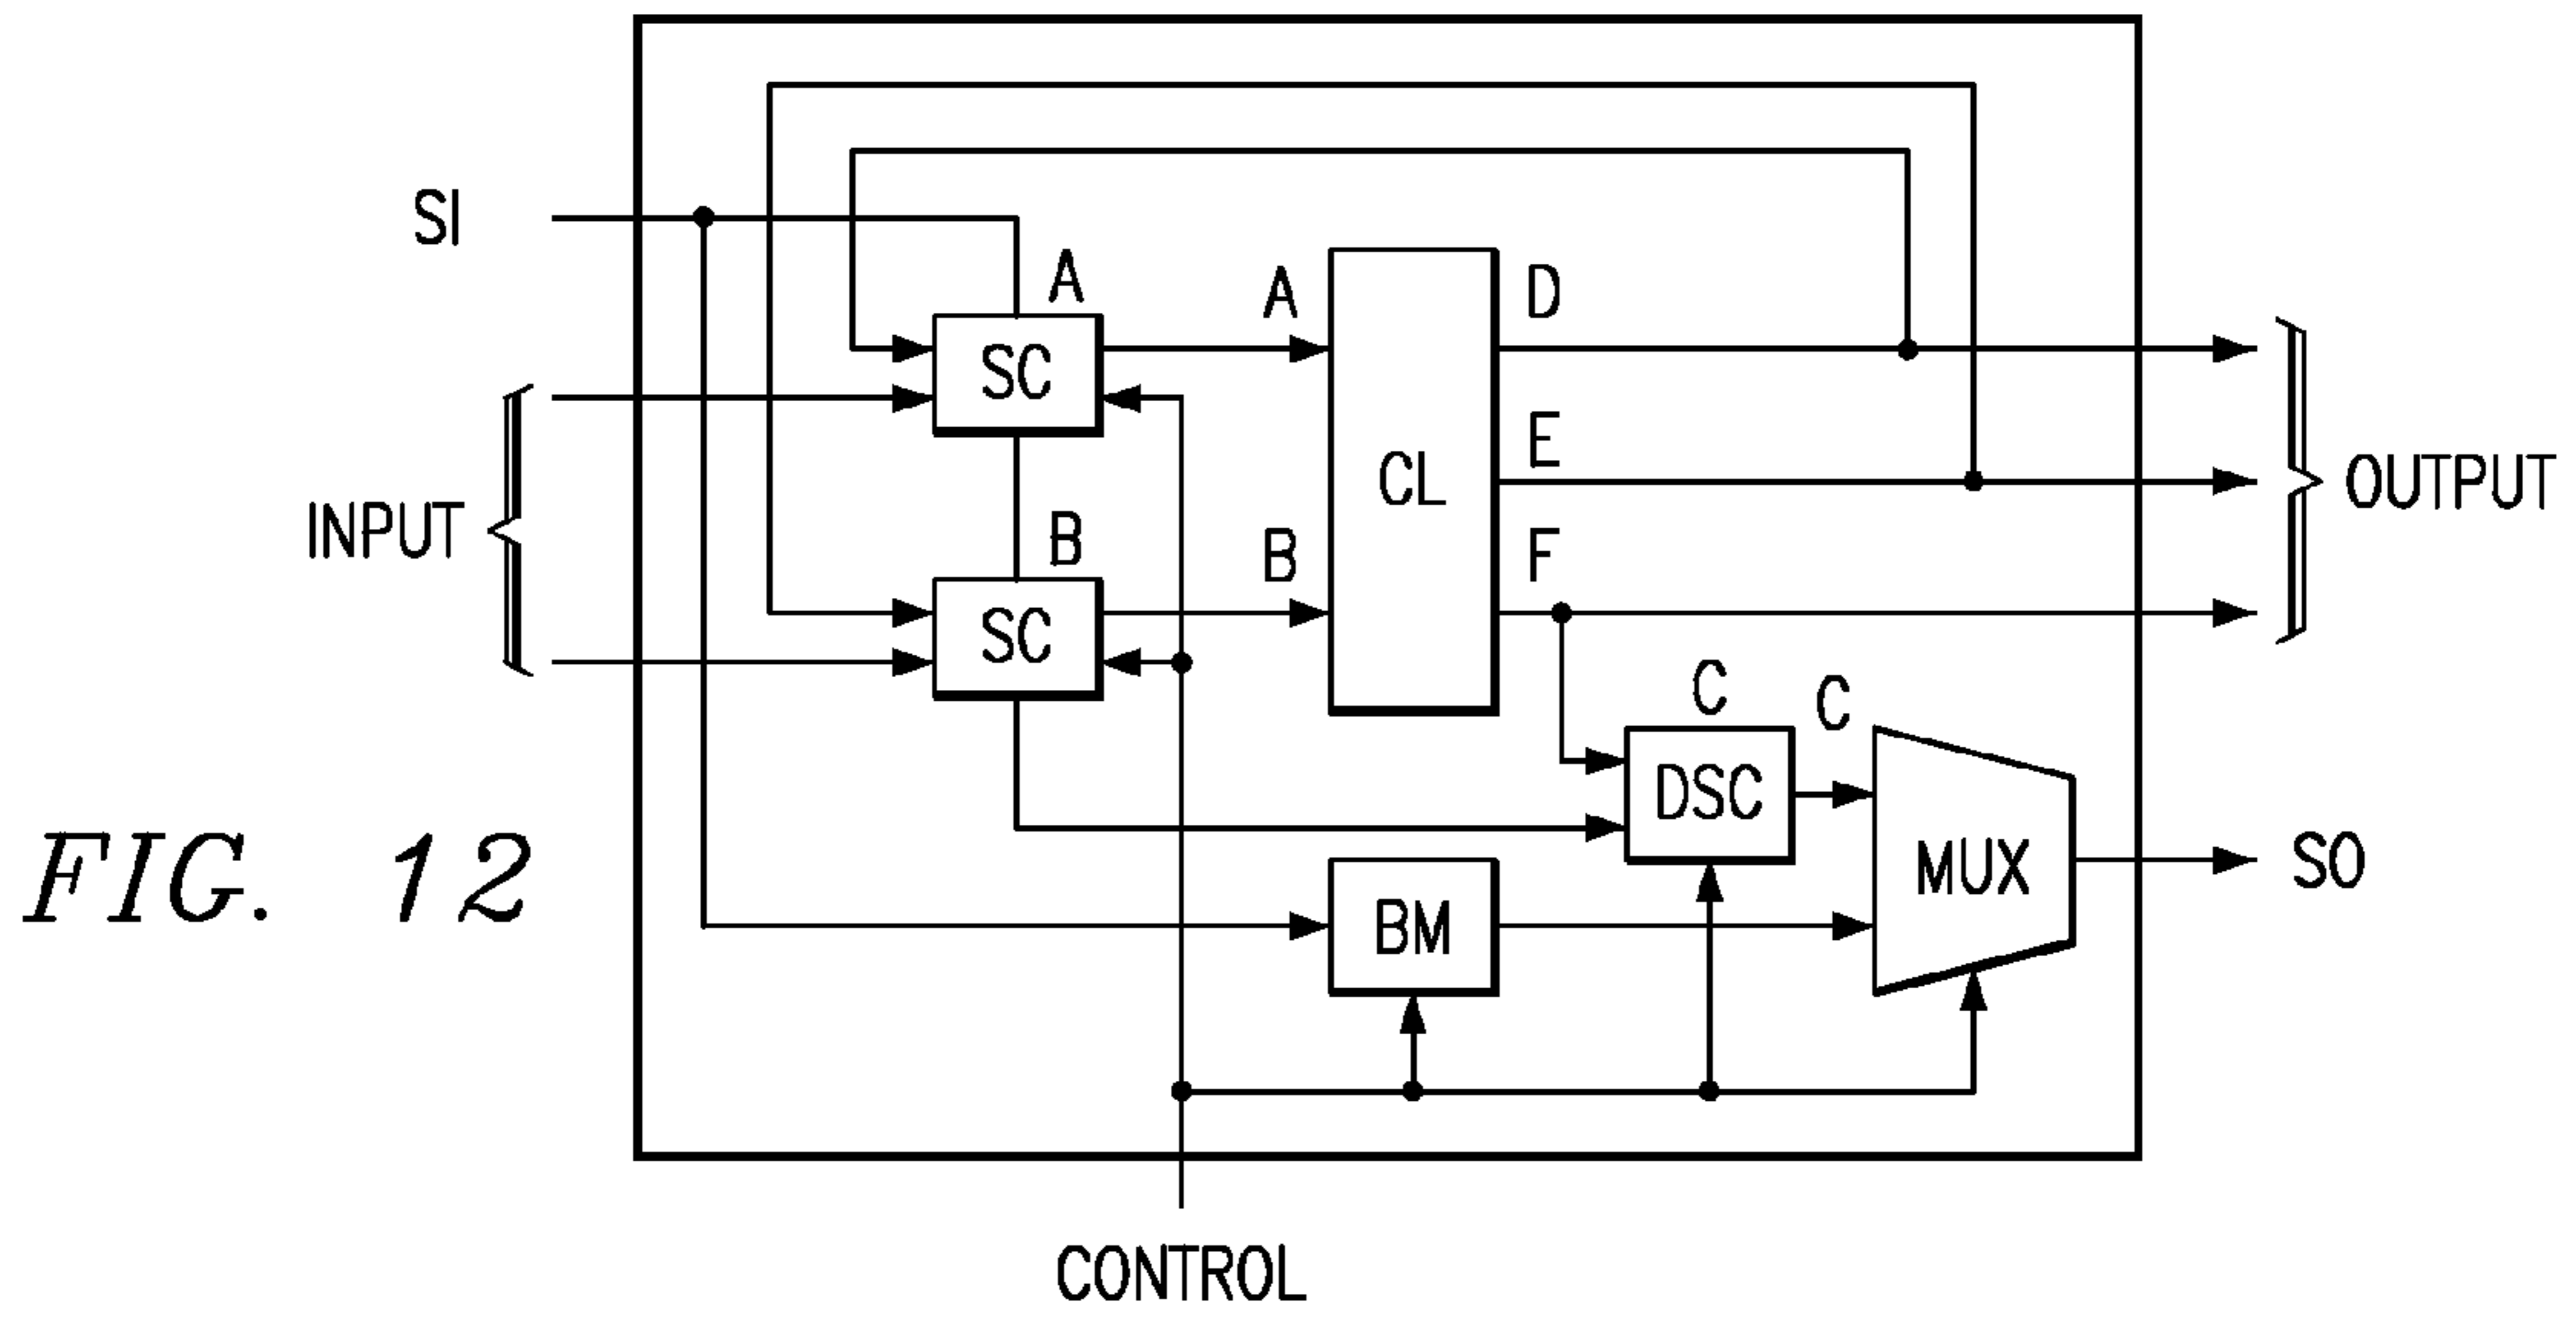 SI
A
A
D
SC
CL
E
INPUT
OUTPUT
B
B
F
SC
C
C
DSC
MUX
SO
BM
FIG. 12
CONTROL